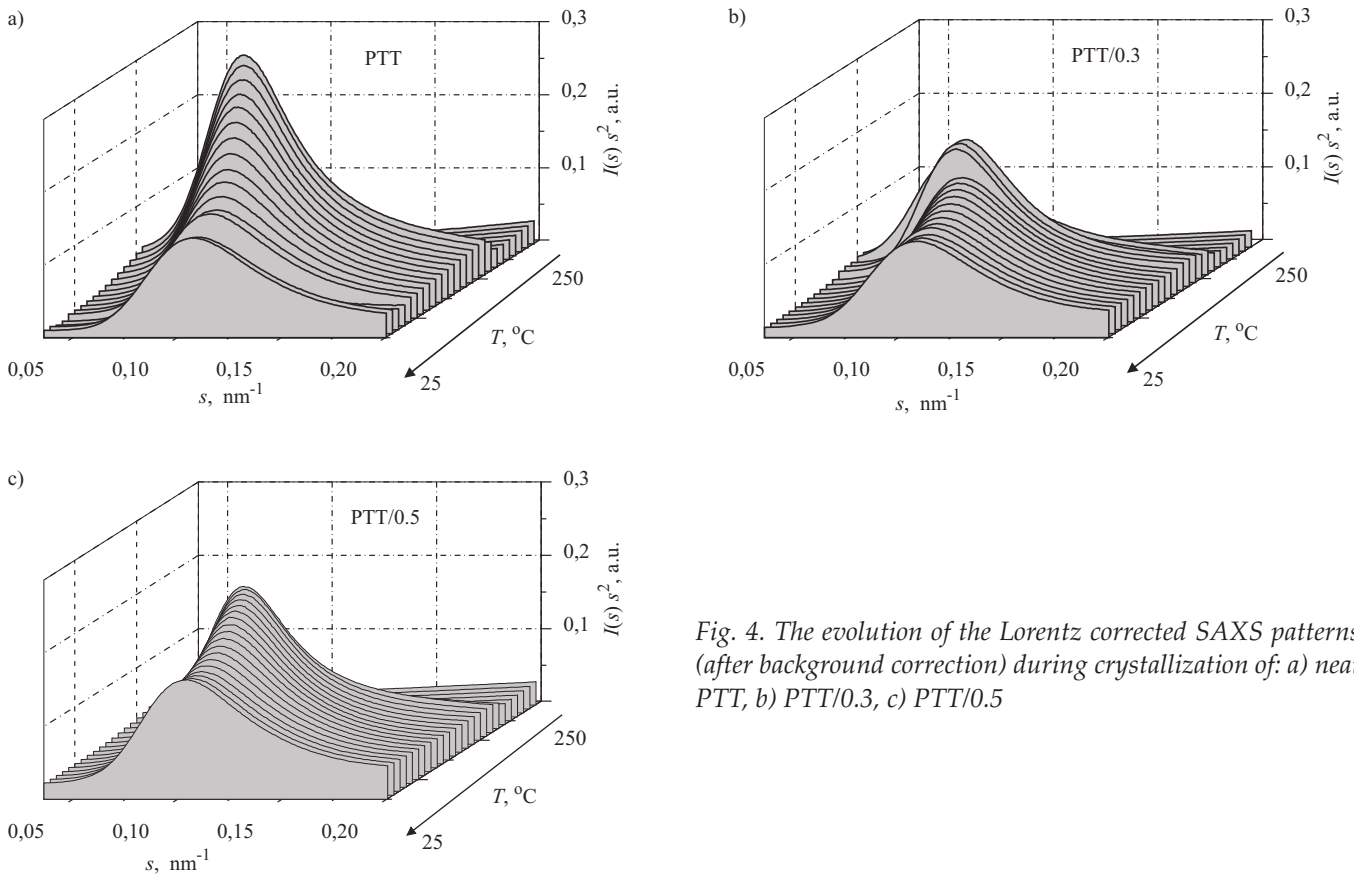 a)
PTT
0,3
0,2
0,1
I(s) s², a.u.
250
T, °C
25
0,05 0,10 0,15 0,20
s, nm⁻¹
b)
PTT/0.3
0,3
0,2
0,1
I(s) s², a.u.
250
T, °C
25
0,05 0,10 0,15 0,20
s, nm⁻¹
c)
PTT/0.5
0,3
0,2
0,1
I(s) s², a.u.
250
T, °C
25
0,05 0,10 0,15 0,20
s, nm⁻¹
Fig. 4. The evolution of the Lorentz corrected SAXS patterns
(after background correction) during crystallization of: a) neat
PTT, b) PTT/0.3, c) PTT/0.5